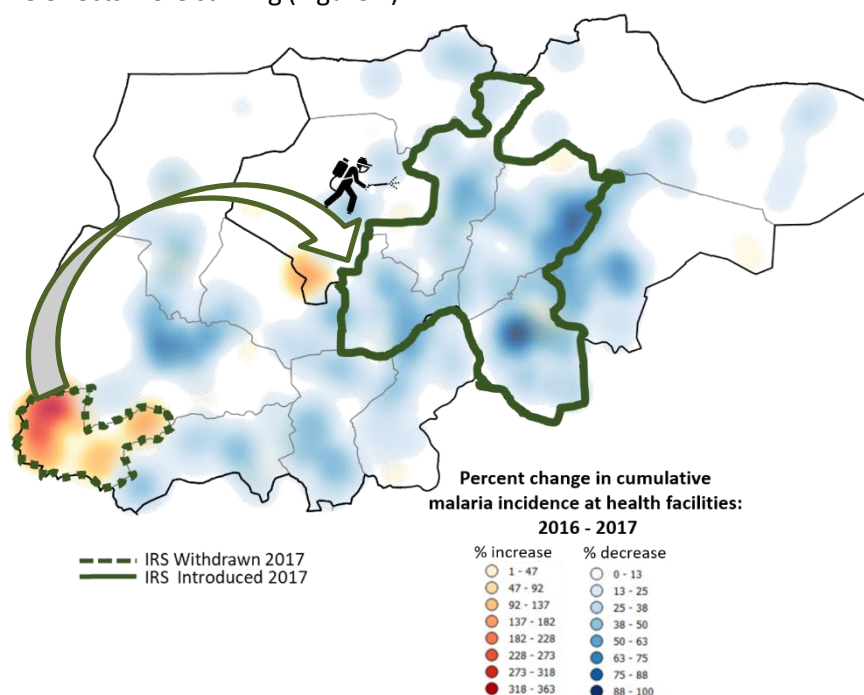 (Figure
Percent change in cumulative
malaria incidence at health facilities:
2016 - 2017
IRS Withdrawn 2017
IRS Introduced 2017
% increase % decrease
1 - 47 0 - 13
47 - 92 13 - 25
92 - 137 25 - 38
137 - 182 38 - 50
182 - 228 50 - 63
228 - 273 63 - 75
273 - 318 75 - 88
318 - 363 88 - 100